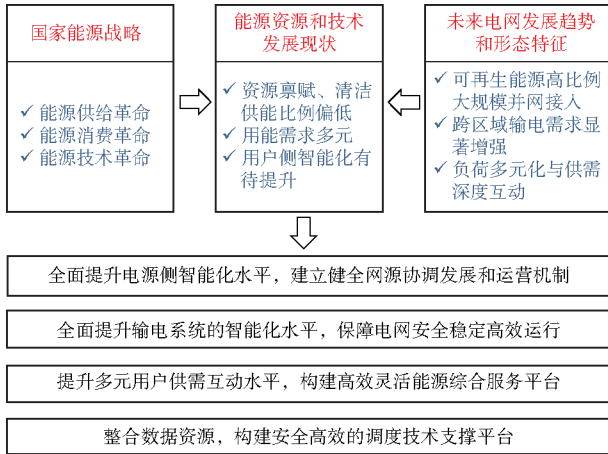 国家能源战略
✓ 能源供给革命
✓ 能源消费革命
✓ 能源技术革命
能源资源和技术
发展现状
✓ 资源禀赋、清洁
供能比例偏低
✓ 用能需求多元
✓ 用户侧智能化有
待提升
未来电网发展趋势
和形态特征
✓ 可再生能源高比例
大规模并网接入
✓ 跨区域输电需求显
著增强
✓ 负荷多元化与供需
深度互动
全面提升电源侧智能化水平，建立健全网源协调发展和运营机制
全面提升输电系统的智能化水平，保障电网安全稳定高效运行
提升多元用户供需互动水平，构建高效灵活能源综合服务平台
整合数据资源，构建安全高效的调度技术支撑平台